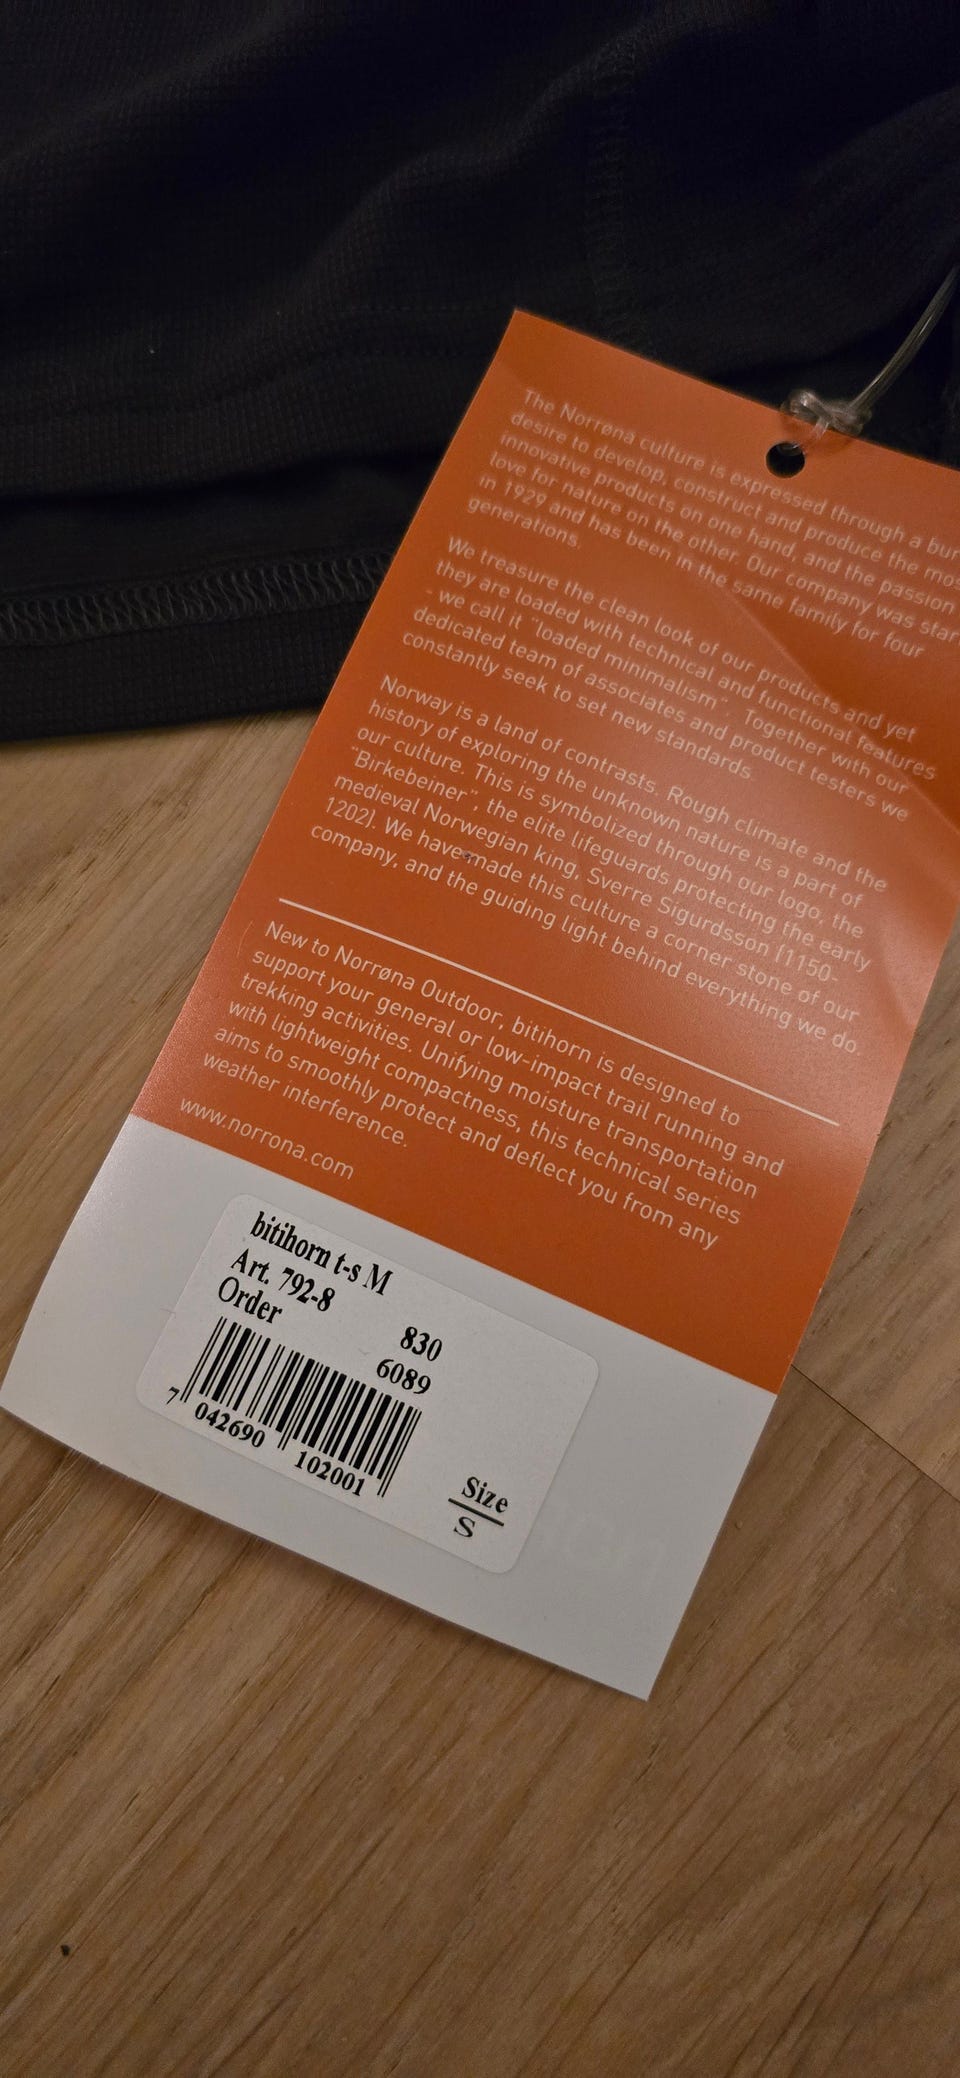 The Norrøna culture is expressed through a
desire to develop, construct and produce the
innovative products on one hand, and the passion
love for nature on the other. Our company was
in 1929 and has been in the same family for four
generations.
We treasure the clean look of our products and yet
they are loaded with technical and functional features
- we call it "loaded minimalism". Together with our
dedicated team of associates and product testers we
constantly seek to set new standards.
Norway is a land of contrasts. Rough climate and the
history of exploring the unknown nature is a part of
our culture. This is symbolized through our logo, the
"Birkebeiner", the elite lifeguards protecting the early
medieval Norwegian king, Sverre Sigurdsson (1150-
1202). We have made this culture a corner stone of our
company, and the guiding light behind everything we do.
New to Norrøna Outdoor, bitihorn is designed to
support your general or low-impact trail running and
trekking activities. Unifying moisture transportation
with lightweight compactness, this technical series
aims to smoothly protect and deflect you from any
weather interference.
www.norrona.com
bitihorn t-s M
Art. 792-8 830
Order 6089
7 042690 102001
Size
S